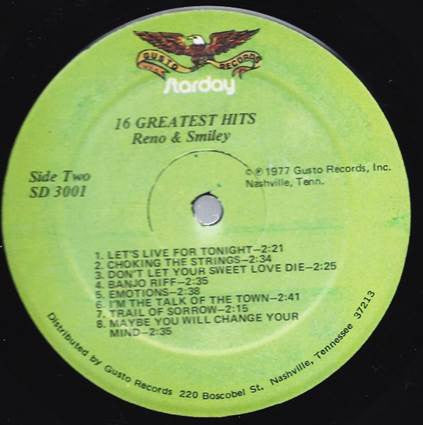 GUSTO RECORDS
Starday
16 GREATEST HITS
Reno & Smiley
Side Two
SD 3001
© ℗ 1977 Gusto Records, Inc.
Nashville, Tenn.
1. LET'S LIVE FOR TONIGHT—2:21
2. CHOKING THE STRINGS—2:34
3. DON'T LET YOUR SWEET LOVE DIE—2:25
4. BANJO RIFF—2:35
5. EMOTIONS—2:38
6. I'M THE TALK OF THE TOWN—2:41
7. TRAIL OF SORROW—2:15
8. MAYBE YOU WILL CHANGE YOUR
MIND—2:35
Distributed by Gusto Records 220 Boscobel St. Nashville, Tennessee 37213